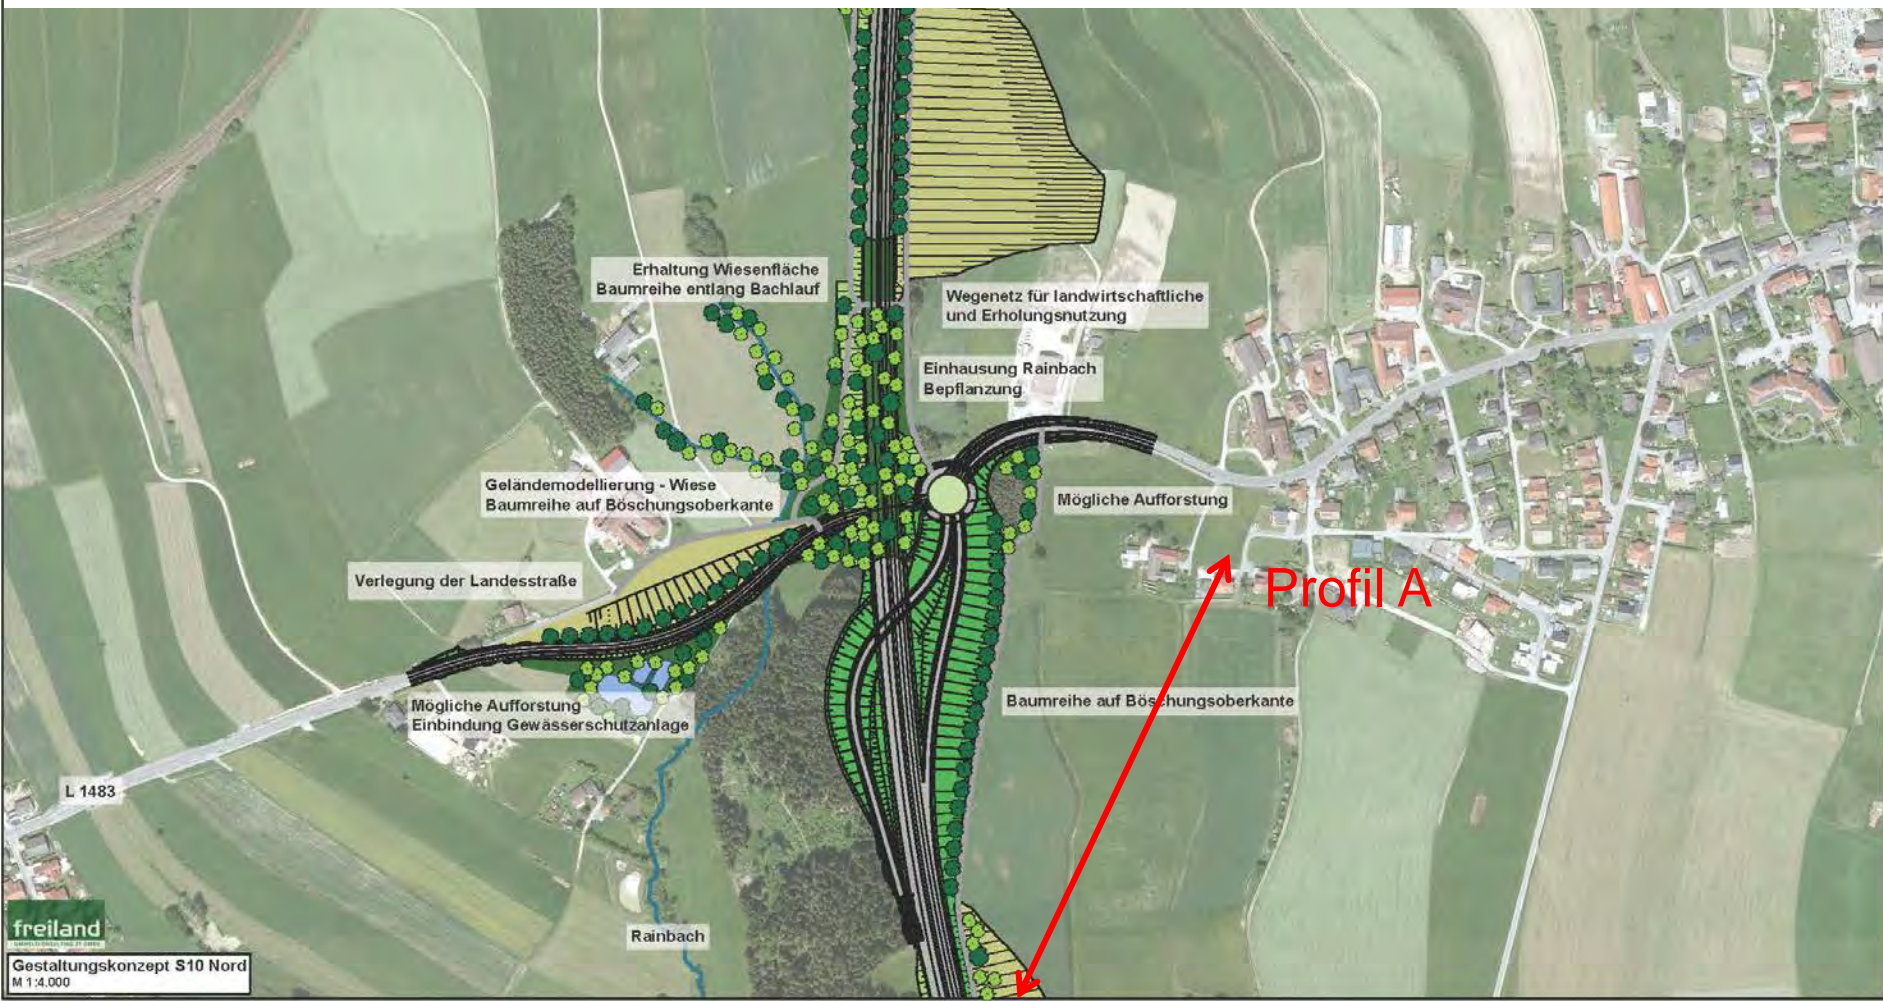 Erhaltung Wiesenfläche
Baumreihe entlang Bachlauf
Wegenetz für landwirtschaftliche
und Erholungsnutzung
Einhausung Rainbach
Bepflanzung
Geländemodellierung - Wiese
Baumreihe auf Böschungsoberkante
Mögliche Aufforstung
Verlegung der Landesstraße
Profil A
Mögliche Aufforstung
Einbindung Gewässerschutzanlage
Baumreihe auf Böschungsoberkante
L 1483
Rainbach
freiland
Gestaltungskonzept S10 Nord
M 1:4.000